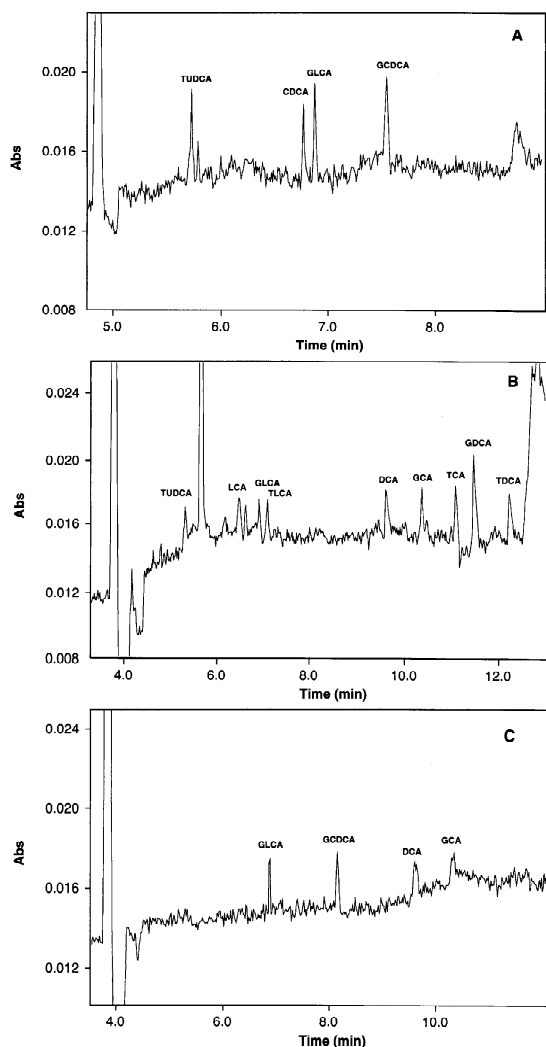 A
0.020
TUDCA
CDCA
GLCA
GCDCA
0.016
Abs
0.012
0.008
5.0 6.0 7.0 8.0
Time (min)
B
0.024
0.020
GDCA
TUDCA
LCA
GLCA
TLCA
DCA
GCA
TCA
TDCA
Abs
0.016
0.012
0.008
4.0 6.0 8.0 10.0 12.0
Time (min)
C
0.024
0.020
GLCA
GCDCA
DCA
GCA
Abs
0.016
0.012
4.0 6.0 8.0 10.0
Time (min)